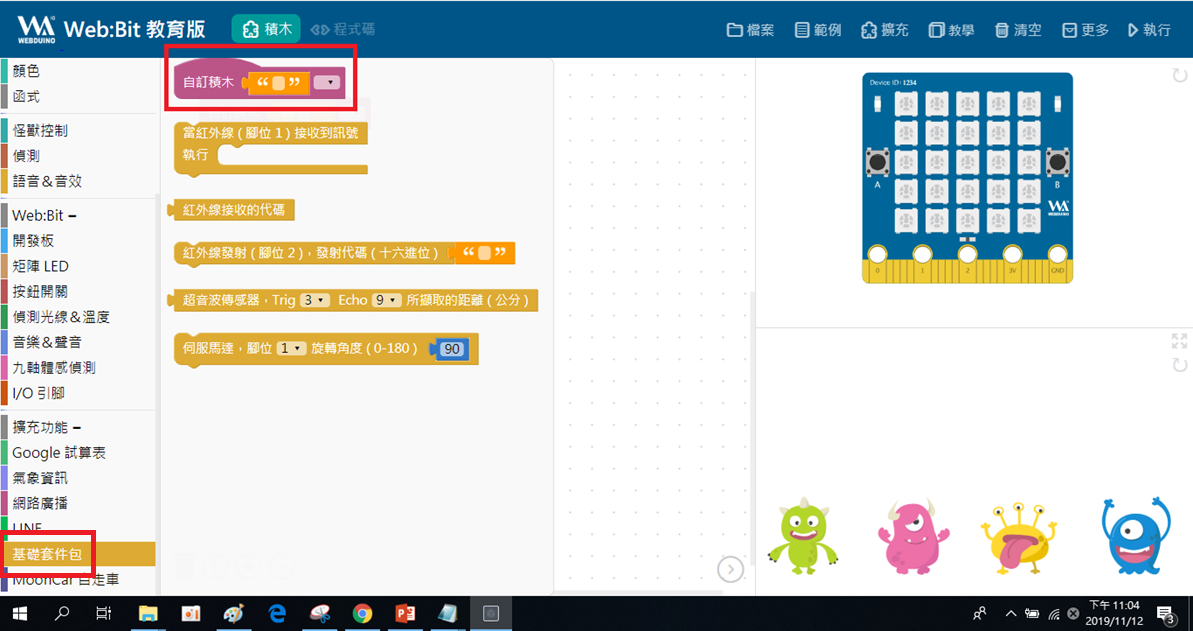 WEBDUINO
Web:Bit 教育版
積木
程式碼
檔案
範例
擴充
教學
清空
更多
執行
顏色
函式
怪獸控制
偵測
語音＆音效
Web:Bit
開發板
矩陣 LED
按鈕開關
偵測光線＆溫度
音樂＆聲音
九軸體感偵測
I/O 引腳
擴充功能
Google 試算表
氣象資訊
網路廣播
LINE
基礎套件包
MoonCar 自走車
自訂積木 “ ”
當紅外線 ( 腳位 1 ) 接收到訊號
執行
紅外線接收的代碼
紅外線發射 ( 腳位 2 )，發射代碼 ( 十六進位 ) “ ”
超音波傳感器，Trig 3 Echo 9 所擷取的距離 ( 公分 )
伺服馬達，腳位 1 旋轉角度 ( 0-180 ) 90
Device ID: 1234
A
B
WEBDUINO
0 1 2 3V GND
下午 11:04
2019/11/12
3